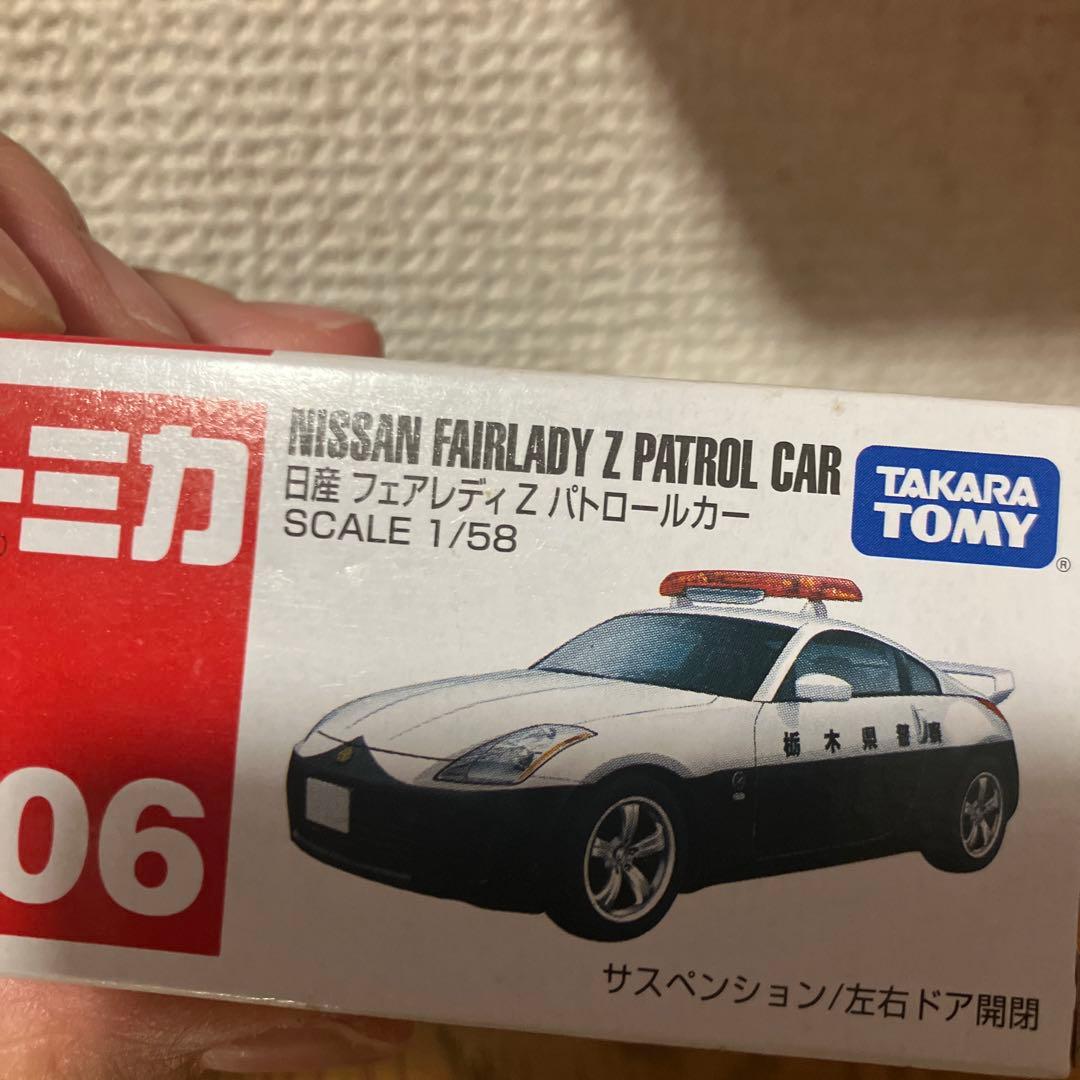 ーミカ
NISSAN FAIRLADY Z PATROL CAR
日産 フェアレディZ パトロールカー
SCALE 1/58
TAKARA
TOMY
®
栃木県警察
06
サスペンション/左右ドア開閉